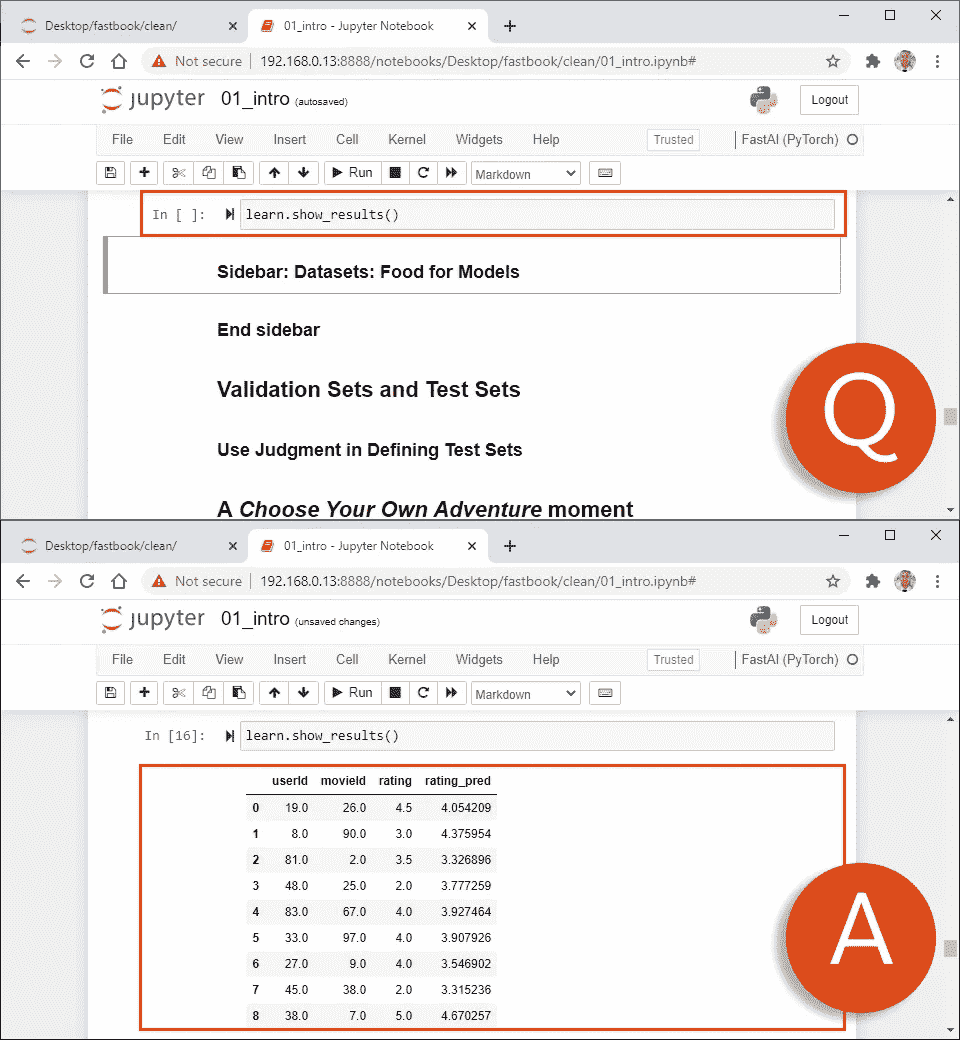 Desktop/fastbook/clean/ 01_intro - Jupyter Notebook
Not secure 192.168.0.13:8888/notebooks/Desktop/fastbook/clean/01_intro.ipynb#
jupyter 01_intro (autosaved) Logout
File Edit View Insert Cell Kernel Widgets Help Trusted FastAI (PyTorch)
Run Markdown
In [ ]: learn.show_results()
Sidebar: Datasets: Food for Models
End sidebar
Validation Sets and Test Sets
Q
Use Judgment in Defining Test Sets
A Choose Your Own Adventure moment
Desktop/fastbook/clean/ 01_intro - Jupyter Notebook
Not secure 192.168.0.13:8888/notebooks/Desktop/fastbook/clean/01_intro.ipynb#
jupyter 01_intro (unsaved changes) Logout
File Edit View Insert Cell Kernel Widgets Help Trusted FastAI (PyTorch)
Run Markdown
In [16]: learn.show_results()
userId movieId rating rating_pred
0 19.0 26.0 4.5 4.054209
1 8.0 90.0 3.0 4.375954
2 81.0 2.0 3.5 3.326896
3 48.0 25.0 2.0 3.777259
4 83.0 67.0 4.0 3.927464
5 33.0 97.0 4.0 3.907926
A
6 27.0 9.0 4.0 3.546902
7 45.0 38.0 2.0 3.315236
8 38.0 7.0 5.0 4.670257